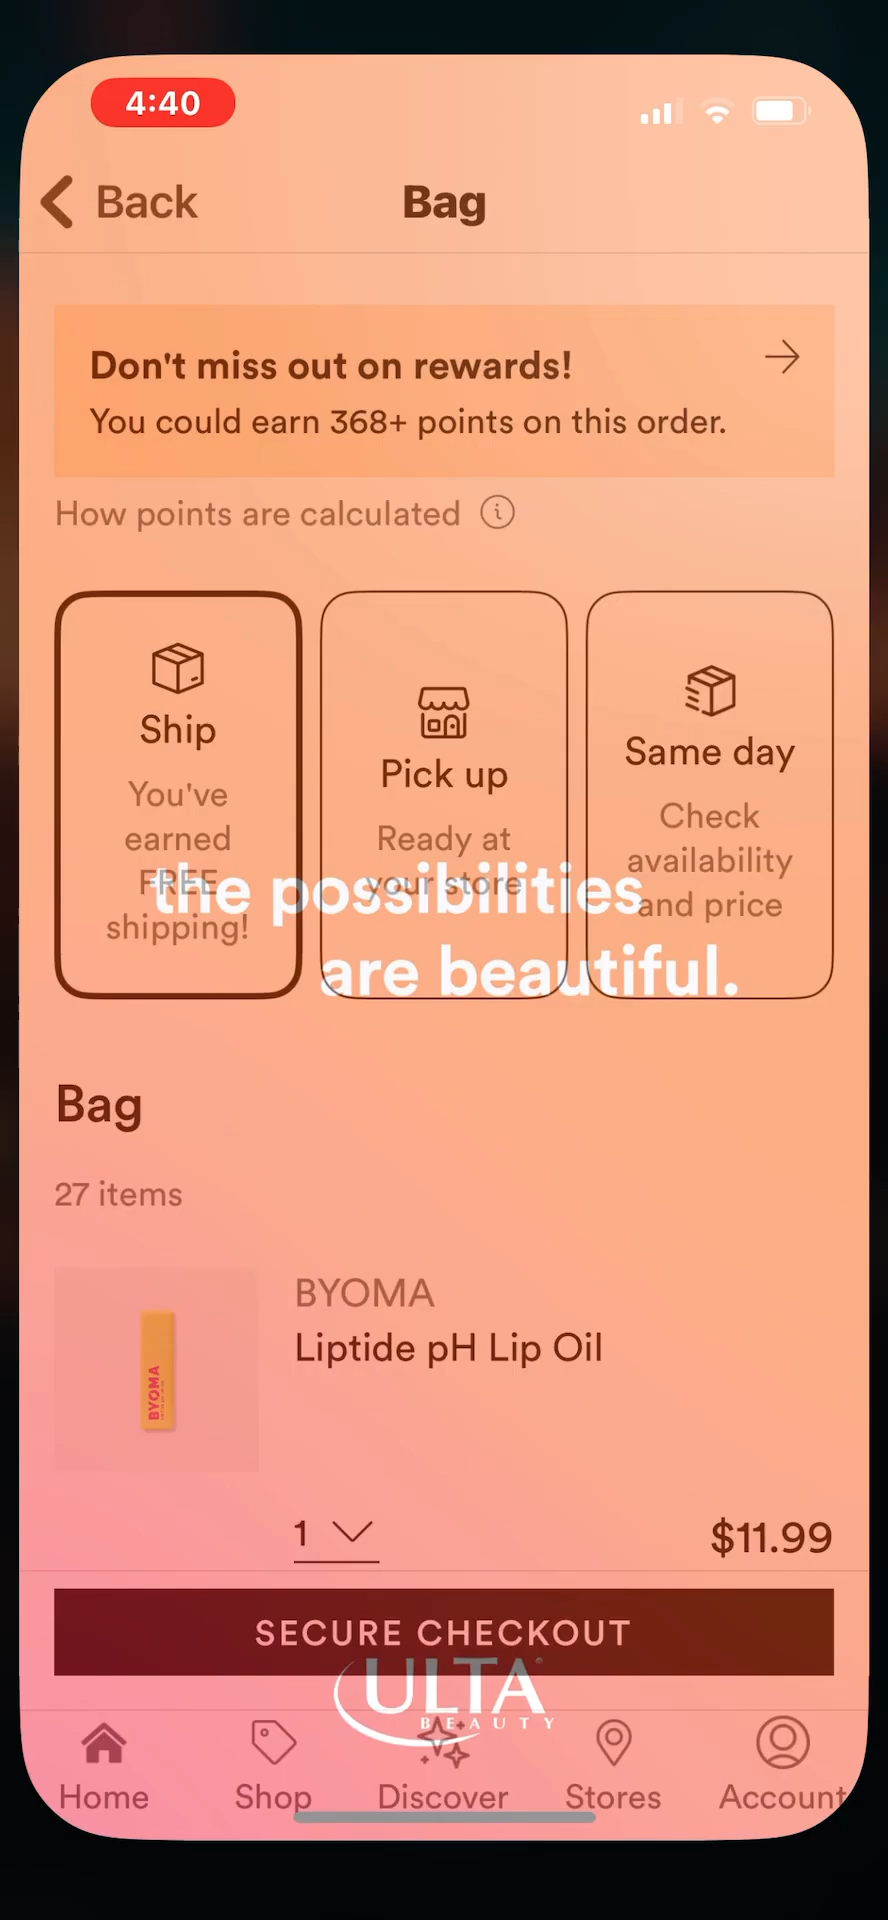 4:40
Back
Bag
Don't miss out on rewards!
You could earn 368+ points on this order.
How points are calculated
Ship
You've
earned
FREE
shipping!
Pick up
Ready at
your store
Same day
Check
availability
and price
the possibilities
are beautiful.
Bag
27 items
BYOMA
BYOMA
Liptide pH Lip Oil
1
$11.99
SECURE CHECKOUT
ULTA
BEAUTY
Home
Shop
Discover
Stores
Account